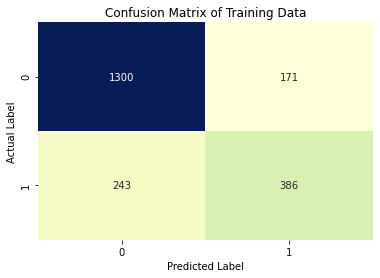 Confusion Matrix of Training Data
Actual Label
0
1300
171
1
243
386
0
1
Predicted Label